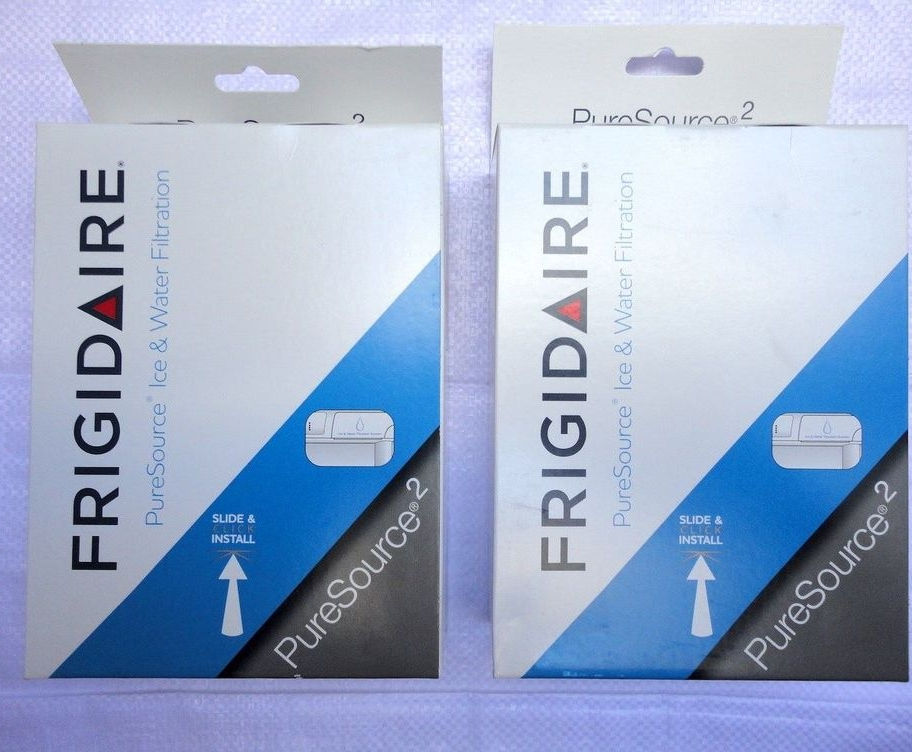 PureSource® 2
FRIGIDAIRE®
PureSource® Ice & Water Filtration
SLIDE &
CLICK
INSTALL
PureSource® 2
PureSource® 2
FRIGIDAIRE®
PureSource® Ice & Water Filtration
SLIDE &
CLICK
INSTALL
PureSource® 2